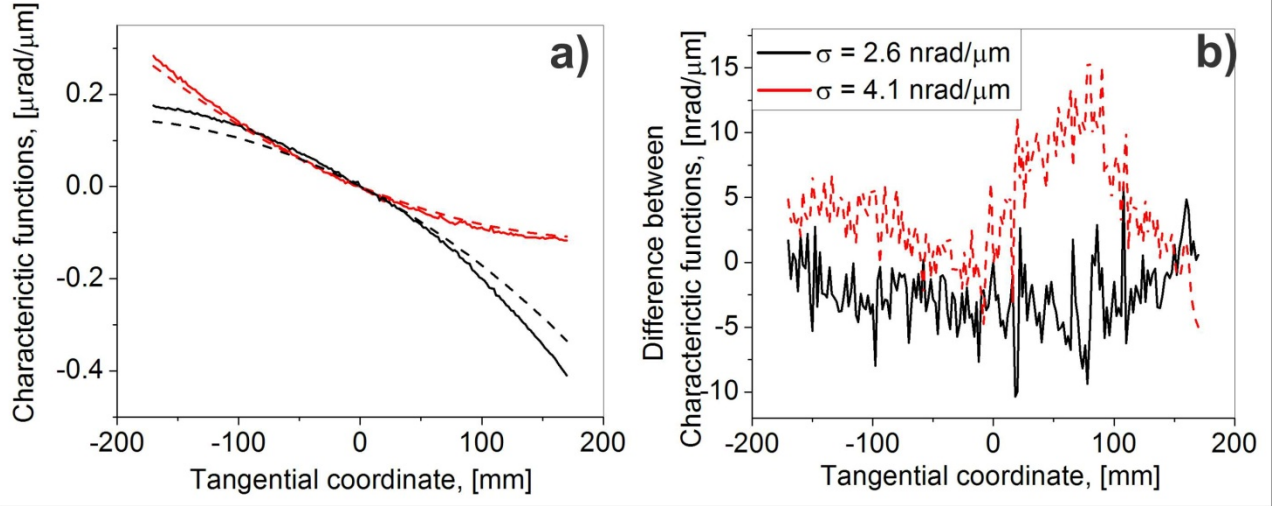 a)
Characterictic functions, [μrad/μm]
0.2
0.0
-0.2
-0.4
-200
-100
0
100
200
Tangential coordinate, [mm]
b)
σ = 2.6 nrad/μm
σ = 4.1 nrad/μm
Difference between
Characterictic functions, [nrad/μm]
15
10
5
0
-5
-10
-200
-100
0
100
200
Tangential coordinate, [mm]